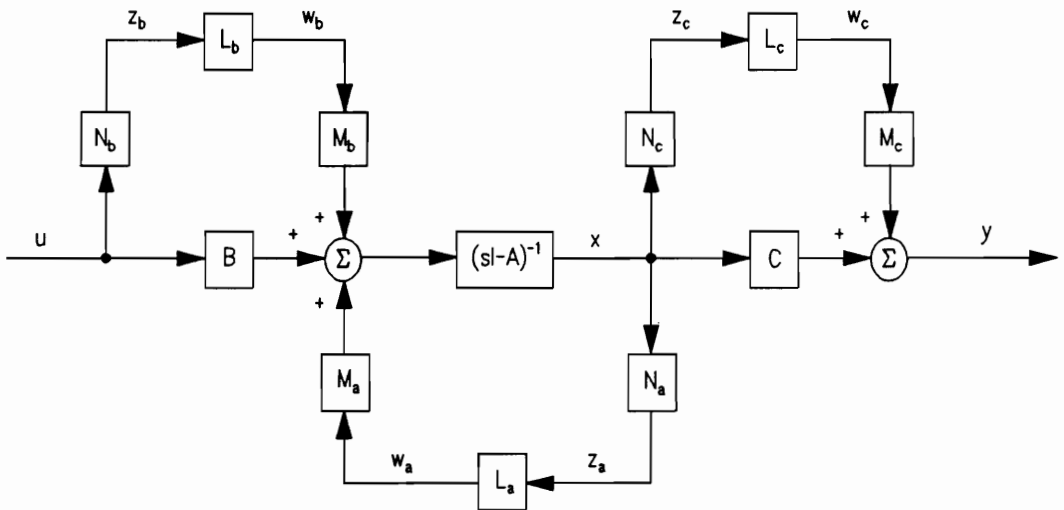 z_b L_b w_b z_c L_c w_c
N_b M_b N_c M_c
u B + + Σ (sI-A)⁻¹ x C + + Σ y
+
M_a N_a
w_a L_a z_a